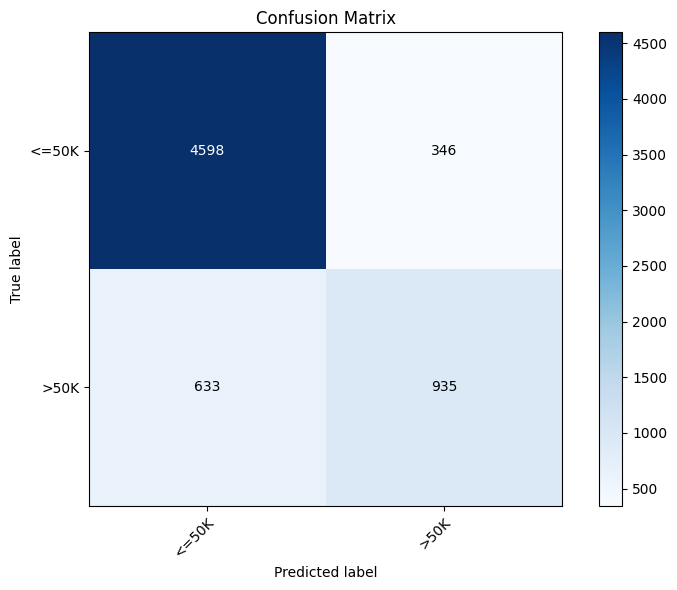 Confusion Matrix
True label
<=50K
4598
346
>50K
633
935
<=50K
>50K
Predicted label
4500
4000
3500
3000
2500
2000
1500
1000
500